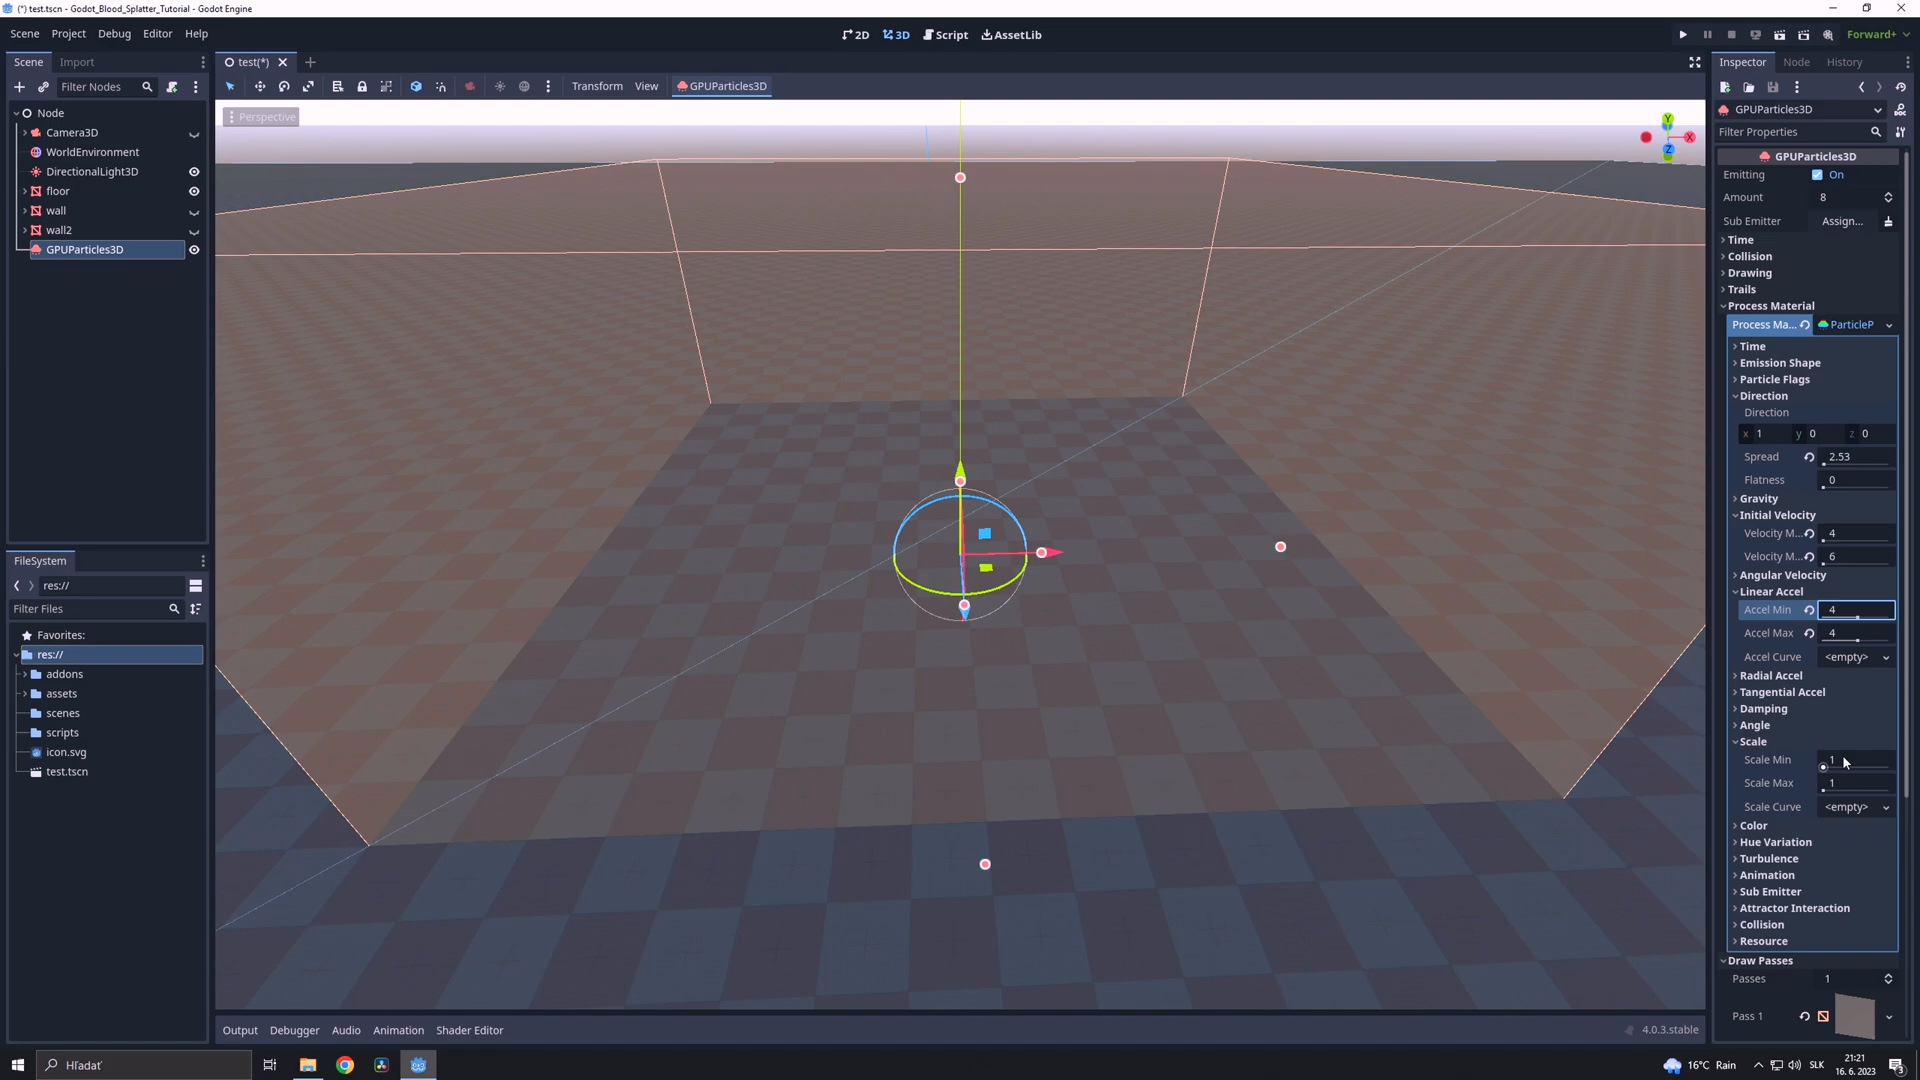 (*) test.tscn - Godot_Blood_Splatter_Tutorial - Godot Engine
Scene Project Debug Editor Help
2D 3D Script AssetLib
Forward+
Scene Import
test(*)
Inspector Node History
Filter Nodes
Transform View GPUParticles3D
Node
Camera3D
WorldEnvironment
DirectionalLight3D
floor
wall
wall2
GPUParticles3D
Perspective
Y
X
Z
FileSystem
res://
Filter Files
Favorites:
res://
addons
assets
scenes
scripts
icon.svg
test.tscn
GPUParticles3D
Filter Properties
GPUParticles3D
Emitting On
Amount 8
Sub Emitter Assign...
Time
Collision
Drawing
Trails
Process Material
Process Ma... ParticleP
Time
Emission Shape
Particle Flags
Direction
Direction
x 1 y 0 z 0
Spread 2.53
Flatness 0
Gravity
Initial Velocity
Velocity M... 4
Velocity M... 6
Angular Velocity
Linear Accel
Accel Min 4
Accel Max 4
Accel Curve <empty>
Radial Accel
Tangential Accel
Damping
Angle
Scale
Scale Min 1
Scale Max 1
Scale Curve <empty>
Color
Hue Variation
Turbulence
Animation
Sub Emitter
Attractor Interaction
Collision
Resource
Draw Passes
Passes 1
Pass 1
Output Debugger Audio Animation Shader Editor
4.0.3.stable
Hľadať
16°C Rain
SLK
21:21
16. 6. 2023
3